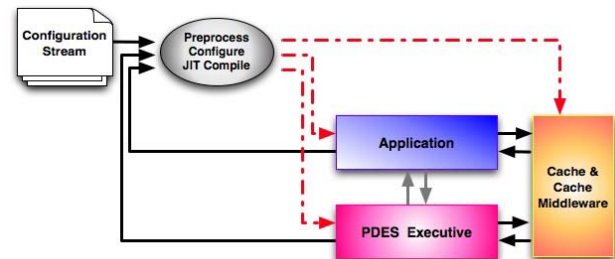 Configuration
Stream
Preprocess
Configure
JIT Compile
Application
Cache &
Cache
Middleware
PDES Executive